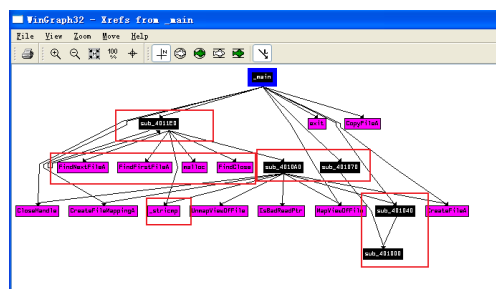 WinGraph32 - Xrefs from _main
File View Zoom Move Help
100 %
_main
sub_4011E0 exit CopyFileA
FindNextFileA FindFirstFileA malloc FindClose sub_4010A0 sub_401070
CloseHandle CreateFileMappingA _stricmp UnmapViewOfFile IsBadReadPtr MapViewOfFile sub_401040 CreateFileA
sub_401000